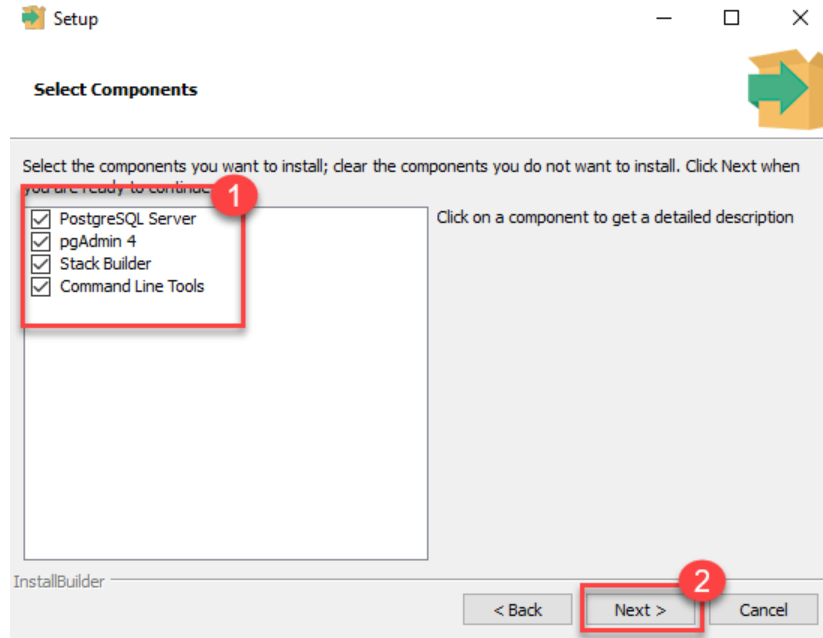 Setup
Select Components
Select the components you want to install; clear the components you do not want to install. Click Next when
you are ready to continue
1
PostgreSQL Server
pgAdmin 4
Stack Builder
Command Line Tools
Click on a component to get a detailed description
InstallBuilder
2
< Back
Next >
Cancel